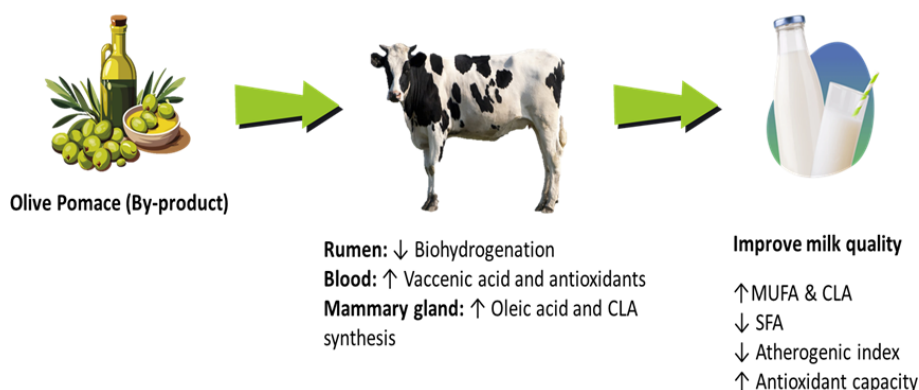 Olive Pomace (By-product)
Rumen: ↓ Biohydrogenation
Blood: ↑ Vaccenic acid and antioxidants
Mammary gland: ↑ Oleic acid and CLA
synthesis
Improve milk quality
↑MUFA & CLA
↓ SFA
↓ Atherogenic index
↑ Antioxidant capacity